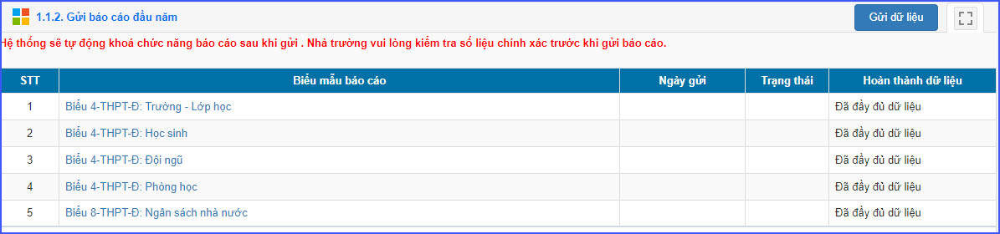 1.1.2. Gửi báo cáo đầu năm
Gửi dữ liệu
Hệ thống sẽ tự động khoá chức năng báo cáo sau khi gửi . Nhà trường vui lòng kiểm tra số liệu chính xác trước khi gửi báo cáo.
STT Biểu mẫu báo cáo Ngày gửi Trạng thái Hoàn thành dữ liệu
1 Biểu 4-THPT-Đ: Trường - Lớp học Đã đầy đủ dữ liệu
2 Biểu 4-THPT-Đ: Học sinh Đã đầy đủ dữ liệu
3 Biểu 4-THPT-Đ: Đội ngũ Đã đầy đủ dữ liệu
4 Biểu 4-THPT-Đ: Phòng học Đã đầy đủ dữ liệu
5 Biểu 8-THPT-Đ: Ngân sách nhà nước Đã đầy đủ dữ liệu